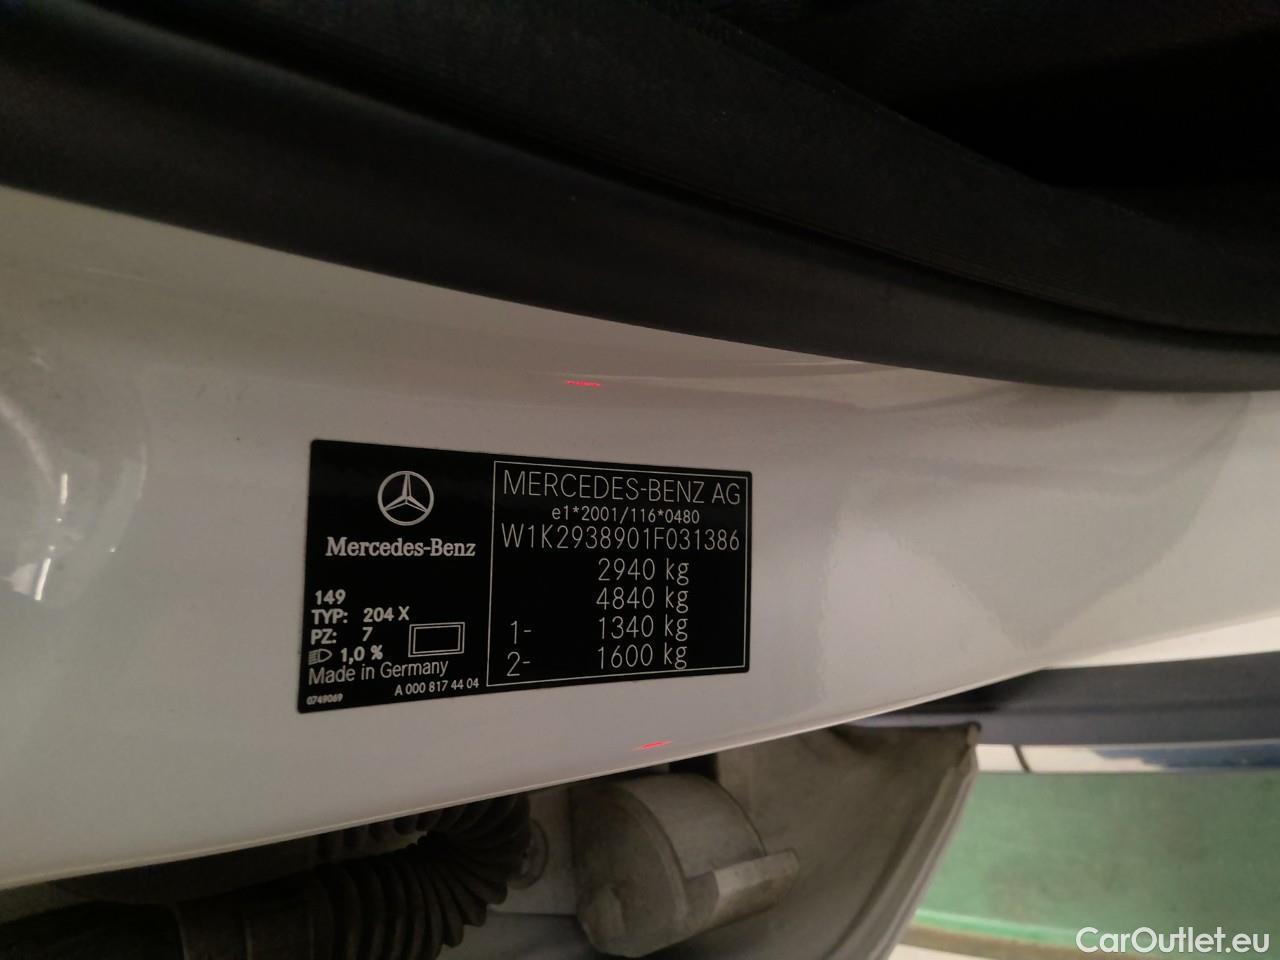 Mercedes-Benz
149
TYP: 204 X
PZ: 7
1,0 %
Made in Germany
0749069
A 000 817 44 04
MERCEDES-BENZ AG
e1*2001/116*0480
W1K2938901F031386
2940 kg
4840 kg
1- 1340 kg
2- 1600 kg
CarOutlet.eu